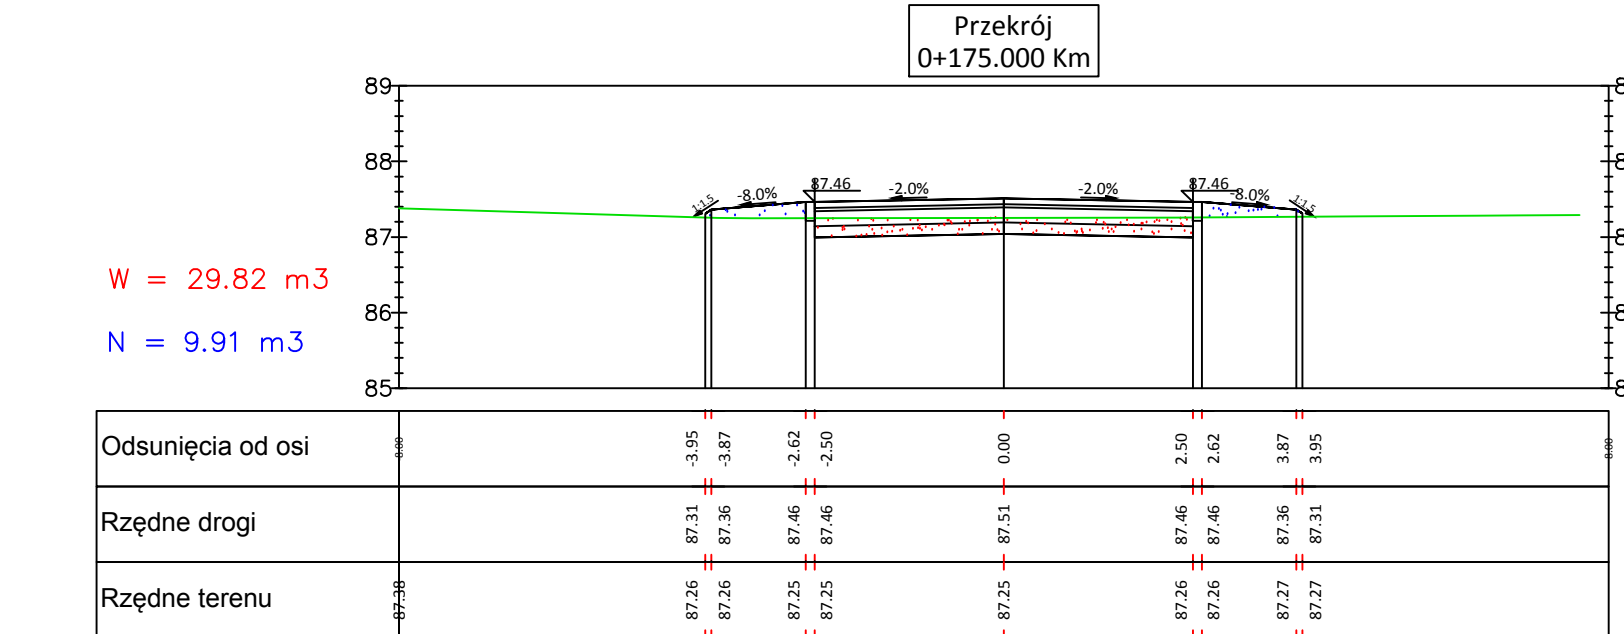 Przekrój
0+175.000 Km
89
88
87
86
85
1:1.5
-8.0%
87.46
-2.0%
-2.0%
87.46
-8.0%
1:1.5
W = 29.82 m3
N = 9.91 m3
Odsunięcia od osi
8.00 -3.95 -3.87 -2.62 -2.50 0.00 2.50 2.62 3.87 3.95 8.00
Rzędne drogi
87.31 87.36 87.46 87.46 87.51 87.46 87.46 87.36 87.31
Rzędne terenu
87.38 87.26 87.26 87.25 87.25 87.25 87.26 87.26 87.27 87.27